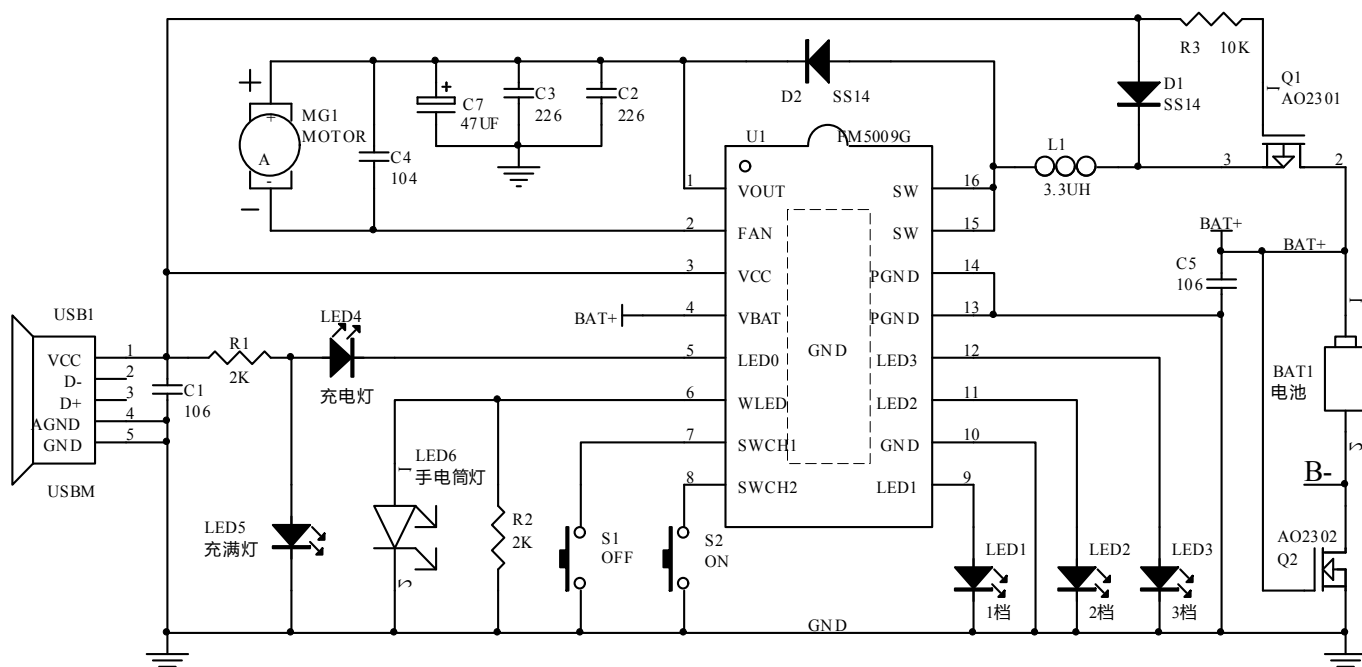 R3 10K
Q1
AO2301
D1
SS14
D2 SS14
MG1
MOTOR
+
A
-
+
C7
47UF
C3
226
C2
226
C4
104
U1 FM5009G
L1
3.3UH
3 2
1 VOUT SW 16
2 FAN SW 15
3 VCC PGND 14
BAT+ 4 VBAT PGND 13
5 LED0 LED3 12
6 WLED LED2 11
7 SWCH1 GND 10
8 SWCH2 LED1 9
GND
BAT+
BAT+
C5
106
1
BAT1
电池
2
B-
AO2302
Q2
USB1
VCC 1
D- 2
D+ 3
AGND 4
GND 5
USBM
C1
106
R1
2K
LED4
充电灯
LED5
充满灯
1
LED6
手电筒灯
2
R2
2K
S1
OFF
S2
ON
LED1
1档
LED2
2档
LED3
3档
GND